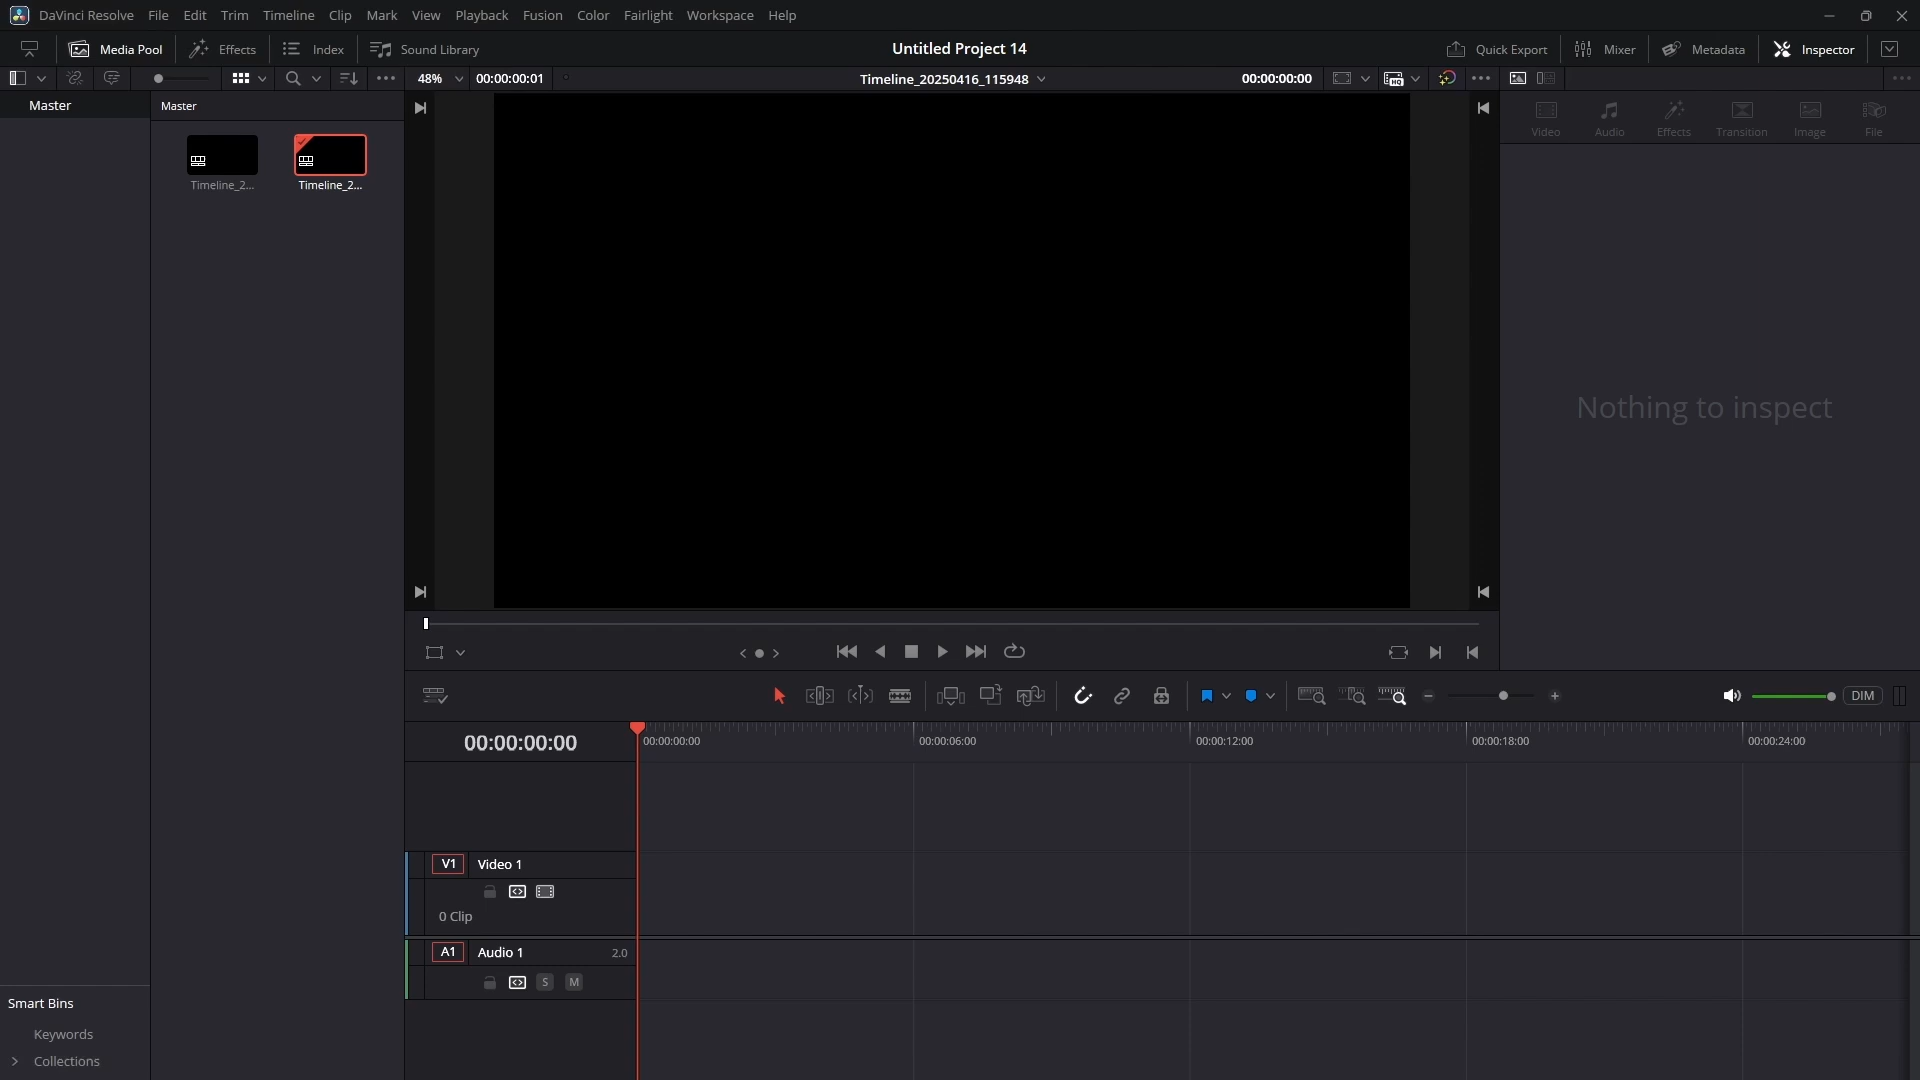 DaVinci Resolve File Edit Trim Timeline Clip Mark View Playback Fusion Color Fairlight Workspace Help
Media Pool Effects Index Sound Library Untitled Project 14 Quick Export Mixer Metadata Inspector
48% 00:00:00:01 Timeline_20250416_115948 00:00:00:00
Master Master
Video Audio Effects Transition Image File
Timeline_2... Timeline_2...
Nothing to inspect
DIM
00:00:00:00 00:00:00:00 00:00:06:00 00:00:12:00 00:00:18:00 00:00:24:00
V1 Video 1
0 Clip
A1 Audio 1 2.0
S M
Smart Bins
Keywords
Collections